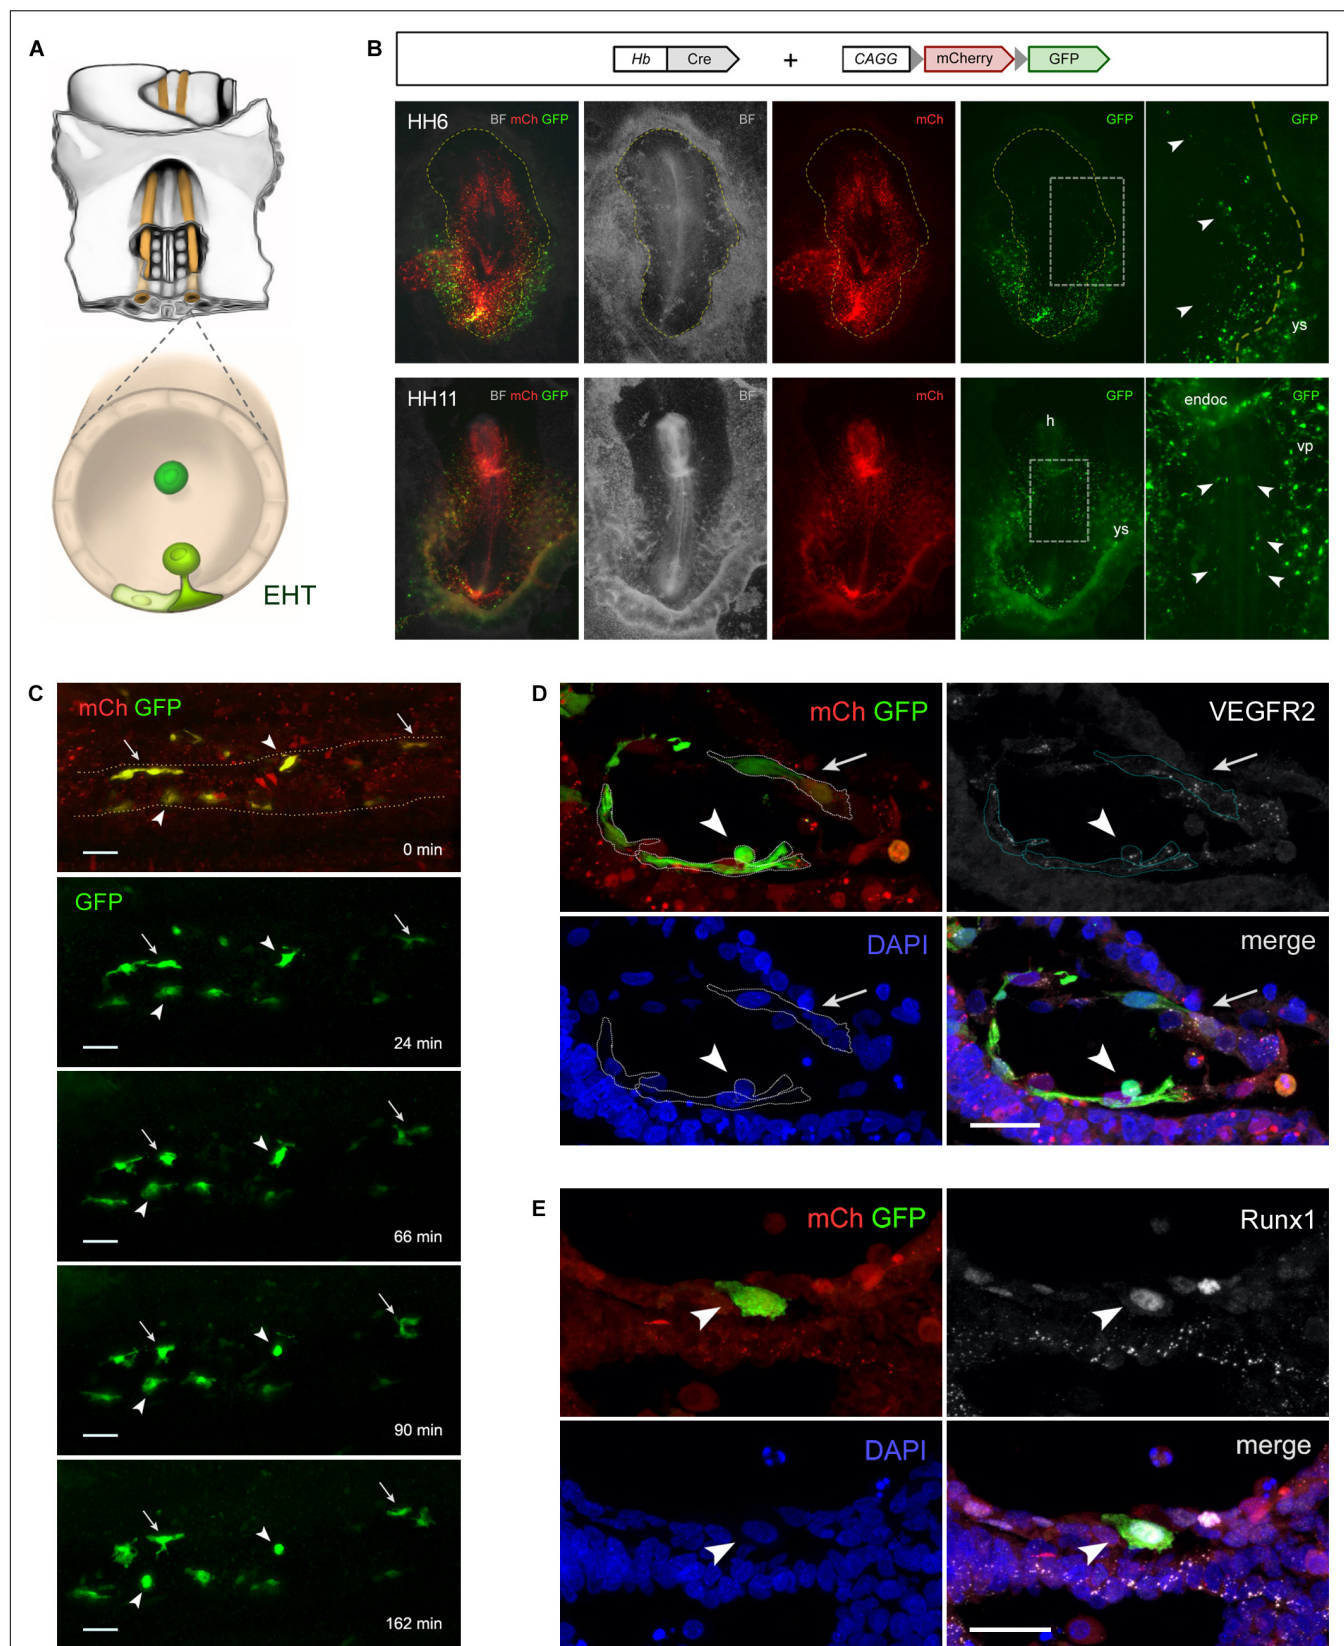 A
B
Hb Cre + CAGG mCherry GFP
HH6
BF mCh GFP
BF
mCh
GFP
GFP
ys
HH11
BF mCh GFP
BF
mCh
GFP
h
ys
GFP
endoc
vp
EHT
C
mCh GFP
0 min
GFP
24 min
66 min
90 min
162 min
D
mCh GFP
VEGFR2
DAPI
merge
E
mCh GFP
Runx1
DAPI
merge